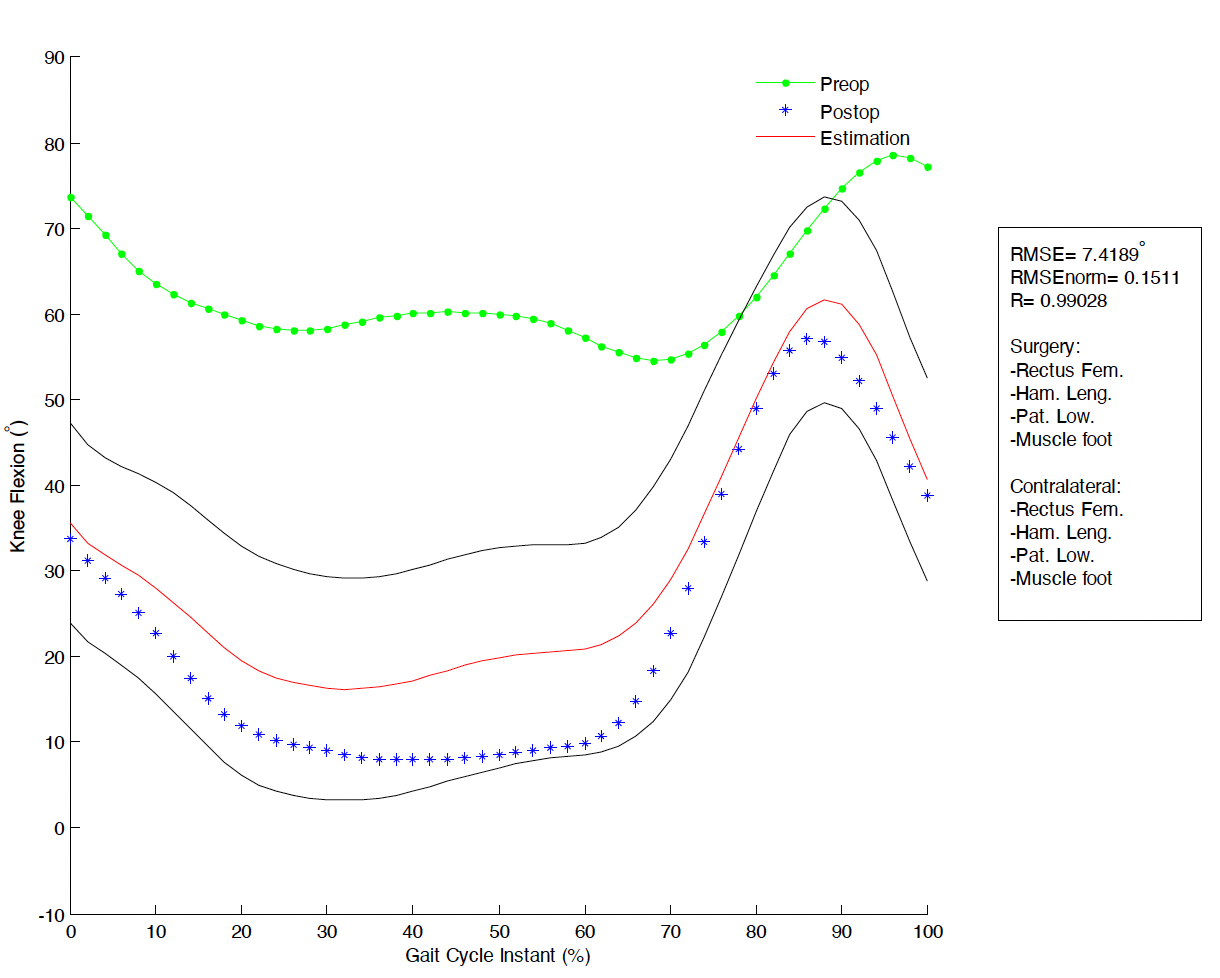 90
80
70
60
50
40
30
20
10
0
-10
0 10 20 30 40 50 60 70 80 90 100
Knee Flexion (°)
Gait Cycle Instant (%)
Preop
Postop
Estimation
RMSE= 7.4189°
RMSEnorm= 0.1511
R= 0.99028
Surgery:
-Rectus Fem.
-Ham. Leng.
-Pat. Low.
-Muscle foot
Contralateral:
-Rectus Fem.
-Ham. Leng.
-Pat. Low.
-Muscle foot